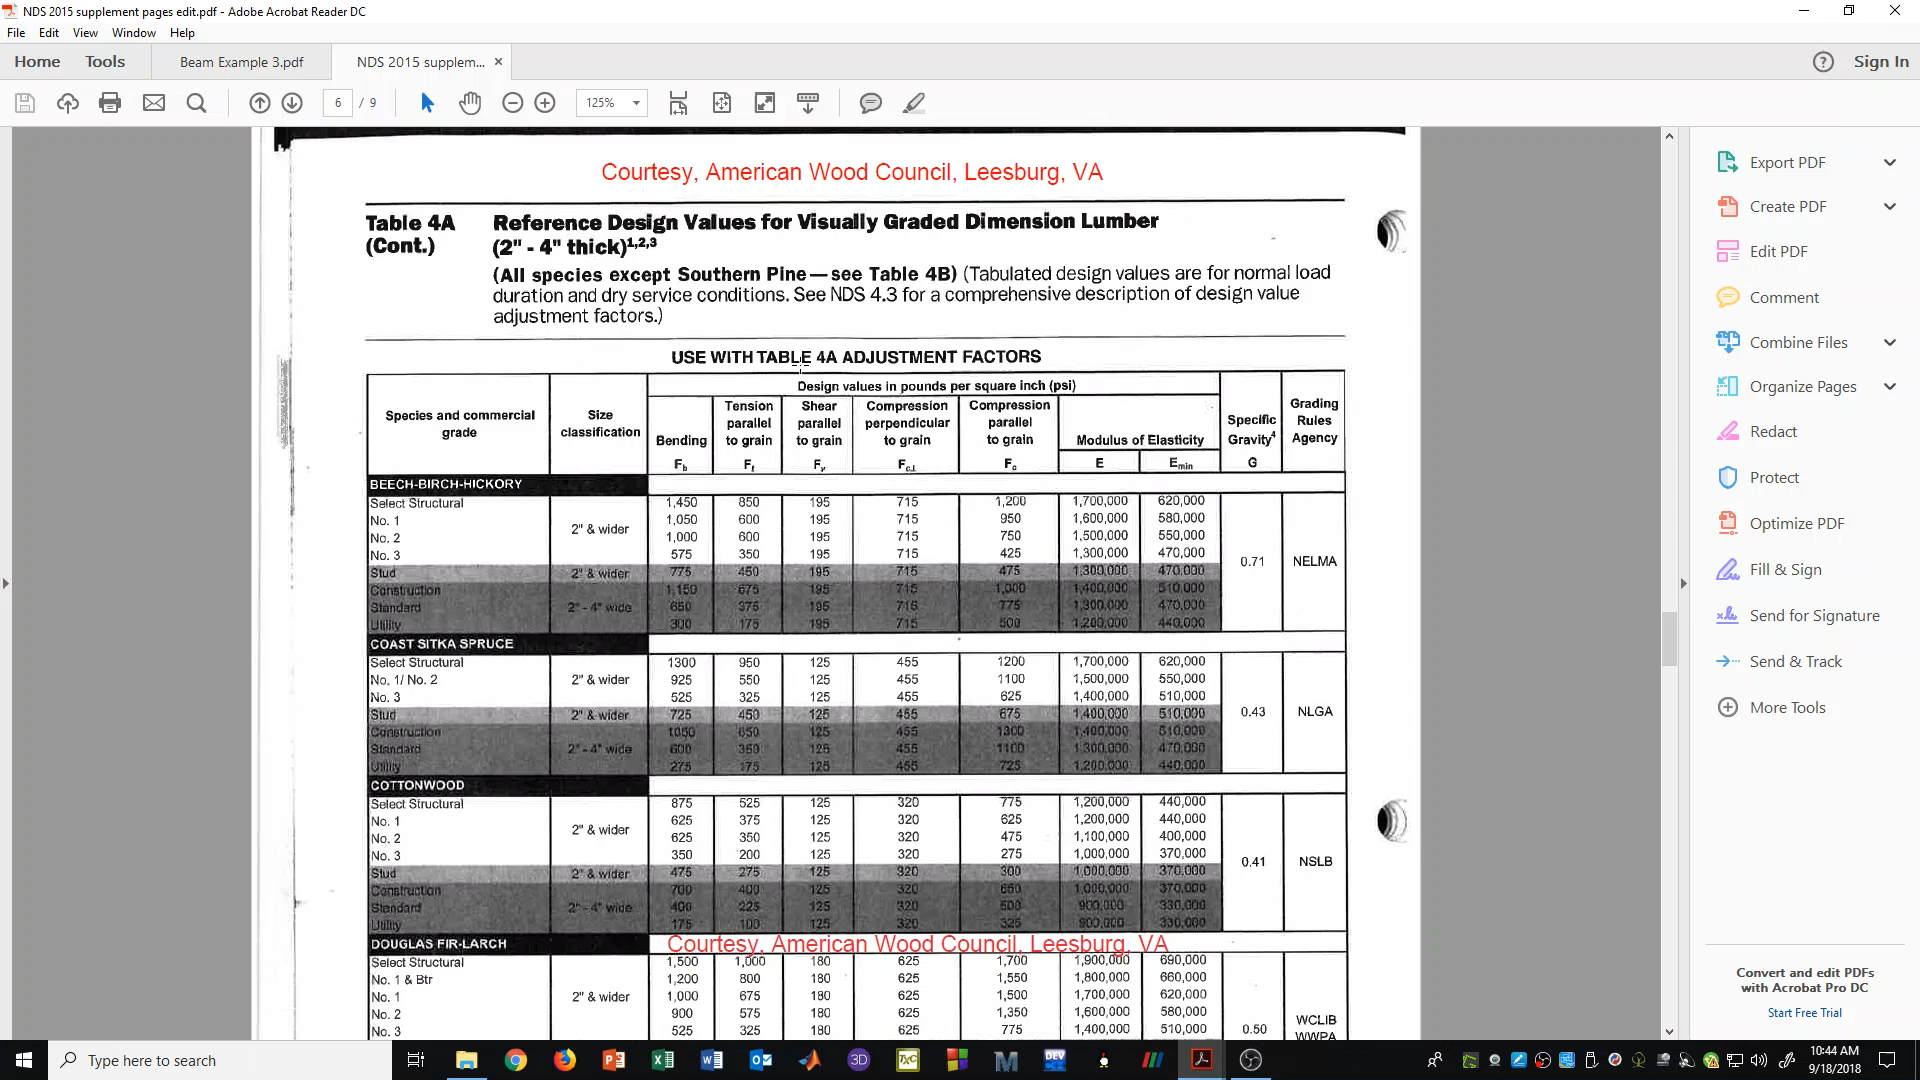 NDS 2015 supplement pages edit.pdf - Adobe Acrobat Reader DC
File Edit View Window Help
Home Tools Beam Example 3.pdf NDS 2015 supplem... × Sign In
6 / 9 125%
Courtesy, American Wood Council, Leesburg, VA
Table 4A Reference Design Values for Visually Graded Dimension Lumber
(Cont.) (2" - 4" thick)1,2,3
(All species except Southern Pine—see Table 4B) (Tabulated design values are for normal load
duration and dry service conditions. See NDS 4.3 for a comprehensive description of design value
adjustment factors.)
USE WITH TABLE 4A ADJUSTMENT FACTORS
Species and commercial grade
Size classification
Design values in pounds per square inch (psi)
Bending Fb
Tension parallel to grain Ft
Shear parallel to grain Fv
Compression perpendicular to grain Fc⊥
Compression parallel to grain Fc
Modulus of Elasticity
E Emin
Specific Gravity4 G
Grading Rules Agency
BEECH-BIRCH-HICKORY
Select Structural 1,450 850 195 715 1,200 1,700,000 620,000
No. 1 1,050 600 195 715 950 1,600,000 580,000
2" & wider
No. 2 1,000 600 195 715 750 1,500,000 550,000
No. 3 575 350 195 715 425 1,300,000 470,000
0.71 NELMA
Stud 2" & wider 775 450 195 715 475 1,300,000 470,000
Construction 1,150 675 195 715 1,000 1,400,000 510,000
Standard 2" - 4" wide 650 375 195 715 775 1,300,000 470,000
Utility 300 175 195 715 500 1,200,000 440,000
COAST SITKA SPRUCE
Select Structural 1300 950 125 455 1200 1,700,000 620,000
No. 1/ No. 2 2" & wider 925 550 125 455 1100 1,500,000 550,000
No. 3 525 325 125 455 625 1,400,000 510,000
Stud 2" & wider 725 450 125 455 675 1,400,000 510,000 0.43 NLGA
Construction 1050 650 125 455 1300 1,400,000 510,000
Standard 2" - 4" wide 600 350 125 455 1100 1,300,000 470,000
Utility 275 175 125 455 725 1,200,000 440,000
COTTONWOOD
Select Structural 875 525 125 320 775 1,200,000 440,000
No. 1 625 375 125 320 625 1,200,000 440,000
2" & wider
No. 2 625 350 125 320 475 1,100,000 400,000
No. 3 350 200 125 320 275 1,000,000 370,000
0.41 NSLB
Stud 2" & wider 475 275 125 320 300 1,000,000 370,000
Construction 700 400 125 320 650 1,000,000 370,000
Standard 2" - 4" wide 400 225 125 320 500 900,000 330,000
Utility 175 100 125 320 325 900,000 330,000
DOUGLAS FIR-LARCH Courtesy, American Wood Council, Leesburg, VA
Select Structural 1,500 1,000 180 625 1,700 1,900,000 690,000
No. 1 & Btr 1,200 800 180 625 1,550 1,800,000 660,000
No. 1 2" & wider 1,000 675 180 625 1,500 1,700,000 620,000
No. 2 900 575 180 625 1,350 1,600,000 580,000
No. 3 525 325 180 625 775 1,400,000 510,000 0.50
WCLIB
WWPA
Export PDF
Create PDF
Edit PDF
Comment
Combine Files
Organize Pages
Redact
Protect
Optimize PDF
Fill & Sign
Send for Signature
Send & Track
More Tools
Convert and edit PDFs
with Acrobat Pro DC
Start Free Trial
Type here to search
10:44 AM
9/18/2018